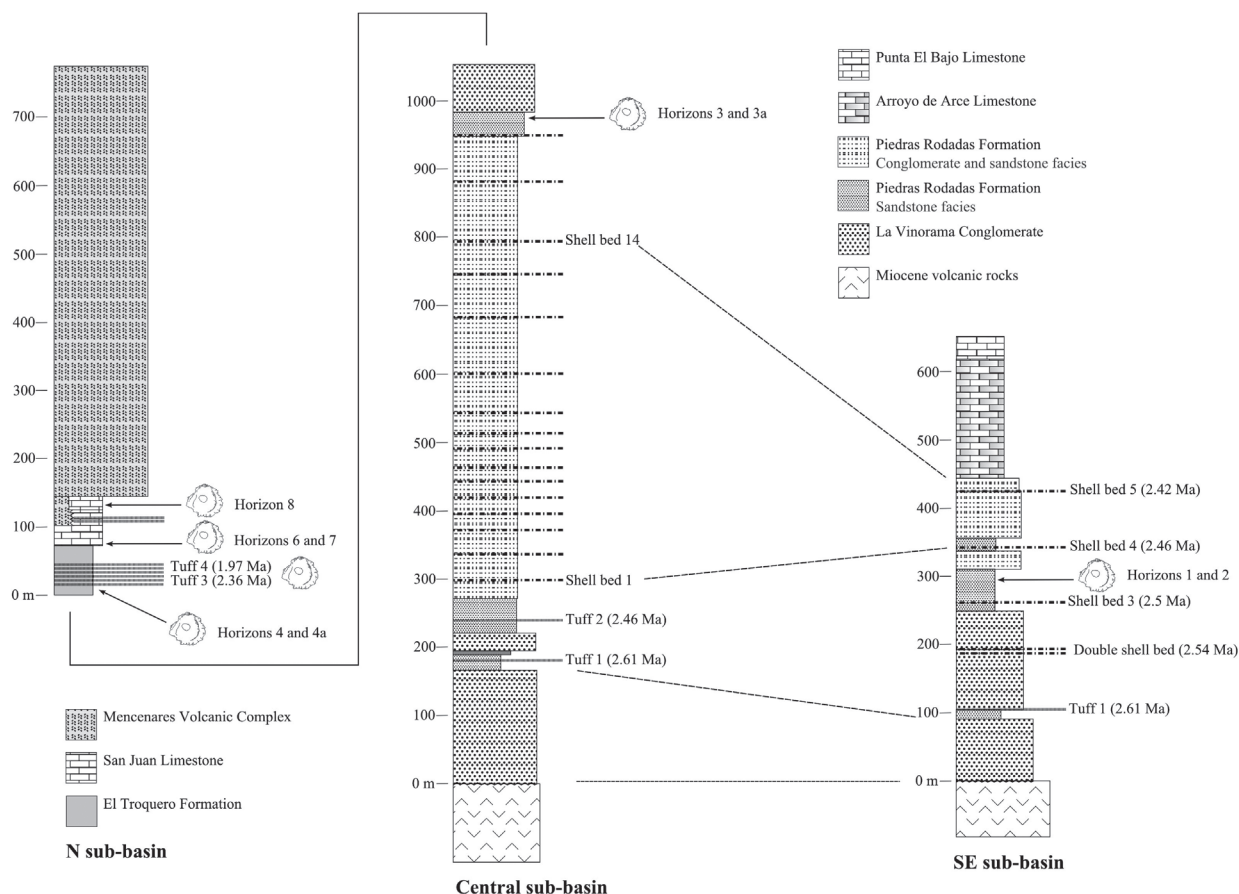 700
600
500
400
300
200
100
0 m
Horizon 8
Horizons 6 and 7
Tuff 4 (1.97 Ma)
Tuff 3 (2.36 Ma)
Horizons 4 and 4a
Mencenares Volcanic Complex
San Juan Limestone
El Troquero Formation
N sub-basin
1000
900
800
700
600
500
400
300
200
100
0 m
Horizons 3 and 3a
Shell bed 14
Shell bed 1
Tuff 2 (2.46 Ma)
Tuff 1 (2.61 Ma)
Central sub-basin
Punta El Bajo Limestone
Arroyo de Arce Limestone
Piedras Rodadas Formation
Conglomerate and sandstone facies
Piedras Rodadas Formation
Sandstone facies
La Vinorama Conglomerate
Miocene volcanic rocks
600
500
400
300
200
100
0 m
Shell bed 5 (2.42 Ma)
Shell bed 4 (2.46 Ma)
Horizons 1 and 2
Shell bed 3 (2.5 Ma)
Double shell bed (2.54 Ma)
Tuff 1 (2.61 Ma)
SE sub-basin